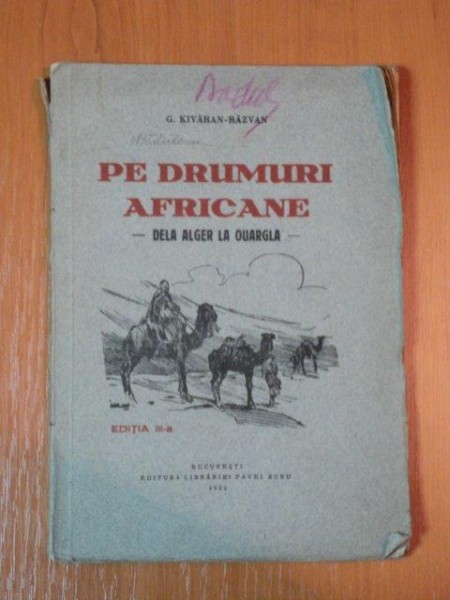 G. KIVĂRAN-RĂZVAN
PE DRUMURI
AFRICANE
— DELA ALGER LA OUARGLA —
EDIȚIA III-a
BUCUREȘTI
EDITURA LIBRĂRIEI PAVEL SURU